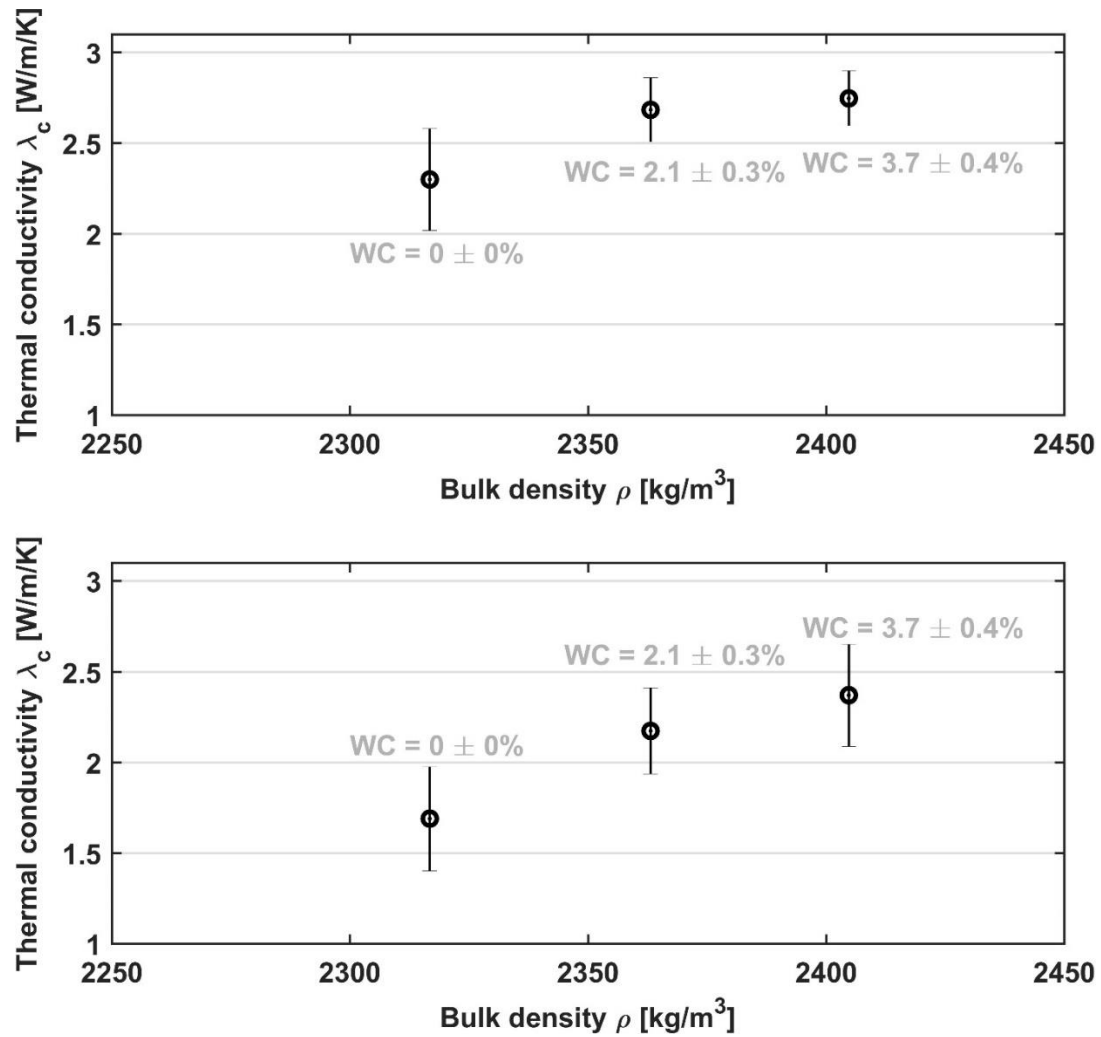 Thermal conductivity λc [W/m/K]
3
2.5
2
1.5
1
WC = 0 ± 0%
WC = 2.1 ± 0.3%
WC = 3.7 ± 0.4%
2250
2300
2350
2400
2450
Bulk density ρ [kg/m³]
Thermal conductivity λc [W/m/K]
3
2.5
2
1.5
1
WC = 0 ± 0%
WC = 2.1 ± 0.3%
WC = 3.7 ± 0.4%
2250
2300
2350
2400
2450
Bulk density ρ [kg/m³]